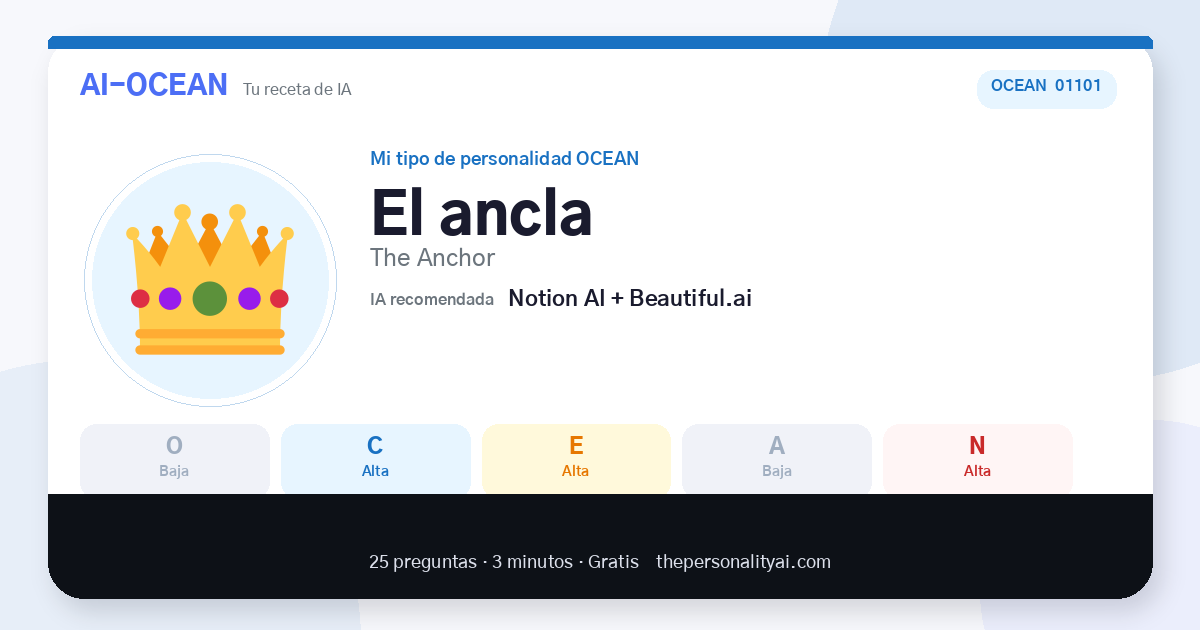 AI-OCEAN Tu receta de IA
OCEAN 01101
Mi tipo de personalidad OCEAN
El ancla
The Anchor
IA recomendada Notion AI + Beautiful.ai
O C E A N
Baja Alta Alta Baja Alta
25 preguntas · 3 minutos · Gratis thepersonalityai.com